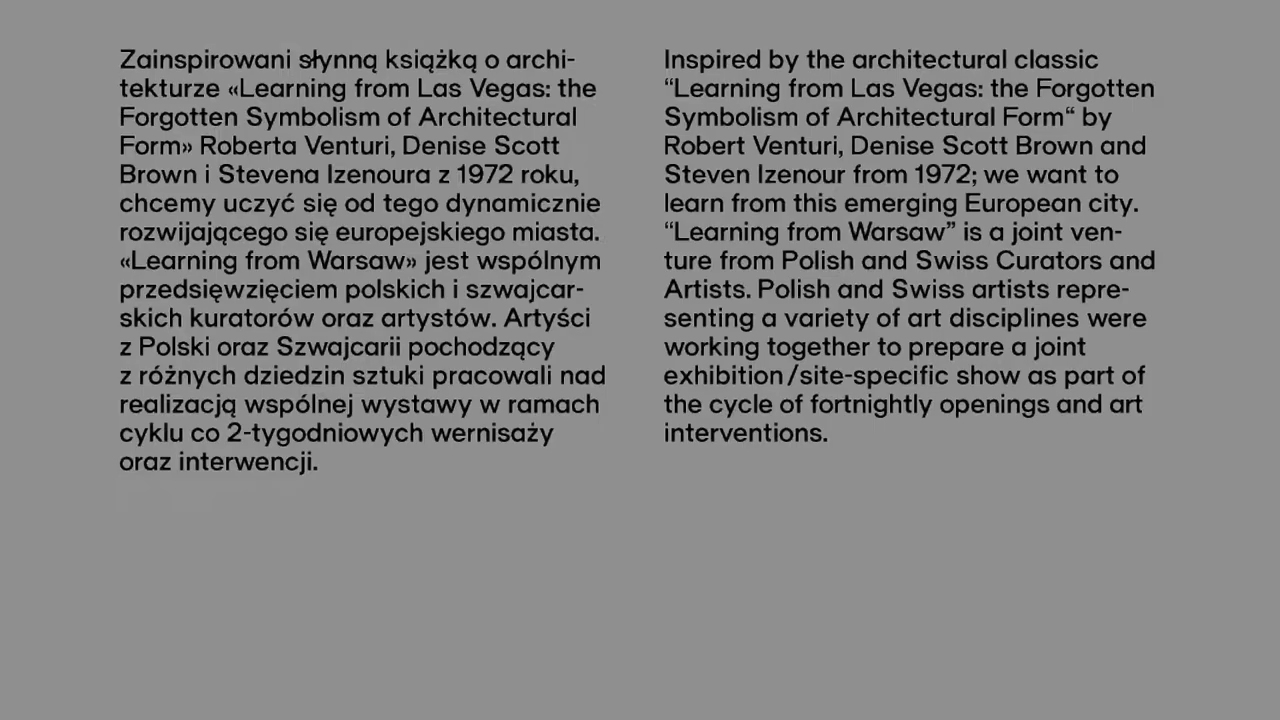 Zainspirowani słynną książką o archi-
tekturze «Learning from Las Vegas: the
Forgotten Symbolism of Architectural
Form» Roberta Venturi, Denise Scott
Brown i Stevena Izenoura z 1972 roku,
chcemy uczyć się od tego dynamicznie
rozwijającego się europejskiego miasta.
«Learning from Warsaw» jest wspólnym
przedsięwzięciem polskich i szwajcar-
skich kuratorów oraz artystów. Artyści
z Polski oraz Szwajcarii pochodzący
z różnych dziedzin sztuki pracowali nad
realizacją wspólnej wystawy w ramach
cyklu co 2-tygodniowych wernisaży
oraz interwencji.
Inspired by the architectural classic
“Learning from Las Vegas: the Forgotten
Symbolism of Architectural Form“ by
Robert Venturi, Denise Scott Brown and
Steven Izenour from 1972; we want to
learn from this emerging European city.
“Learning from Warsaw” is a joint ven-
ture from Polish and Swiss Curators and
Artists. Polish and Swiss artists repre-
senting a variety of art disciplines were
working together to prepare a joint
exhibition/site-specific show as part of
the cycle of fortnightly openings and art
interventions.